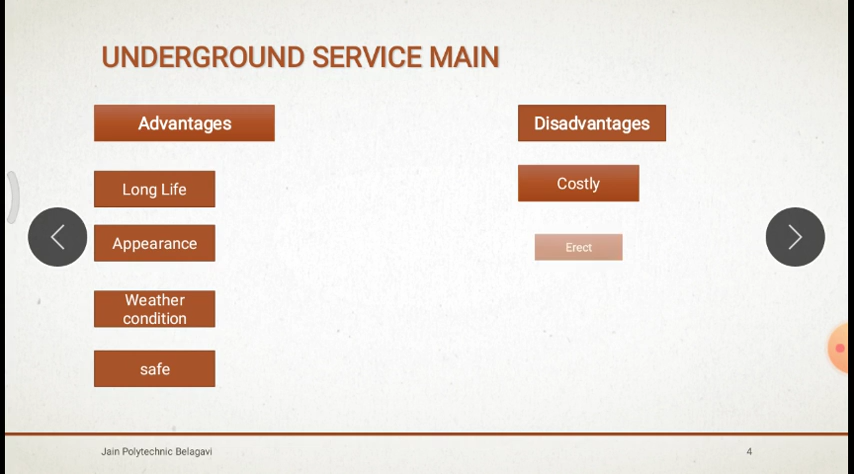 UNDERGROUND SERVICE MAIN
Advantages
Long Life
Appearance
Weather
condition
safe
Disadvantages
Costly
Erect
Jain Polytechnic Belagavi
4